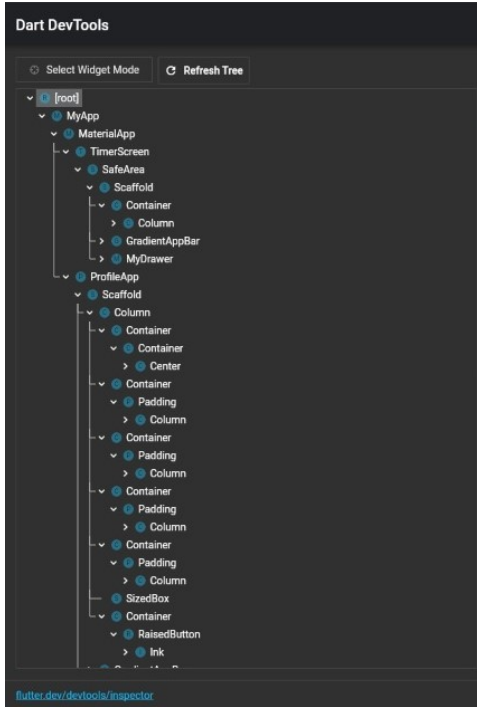 Dart DevTools
Select Widget Mode Refresh Tree
[root]
MyApp
MaterialApp
TimerScreen
SafeArea
Scaffold
Container
Column
GradientAppBar
MyDrawer
ProfileApp
Scaffold
Column
Container
Container
Center
Container
Padding
Column
Container
Padding
Column
Container
Padding
Column
Container
Padding
Column
SizedBox
Container
RaisedButton
Ink
flutter.dev/devtools/inspector